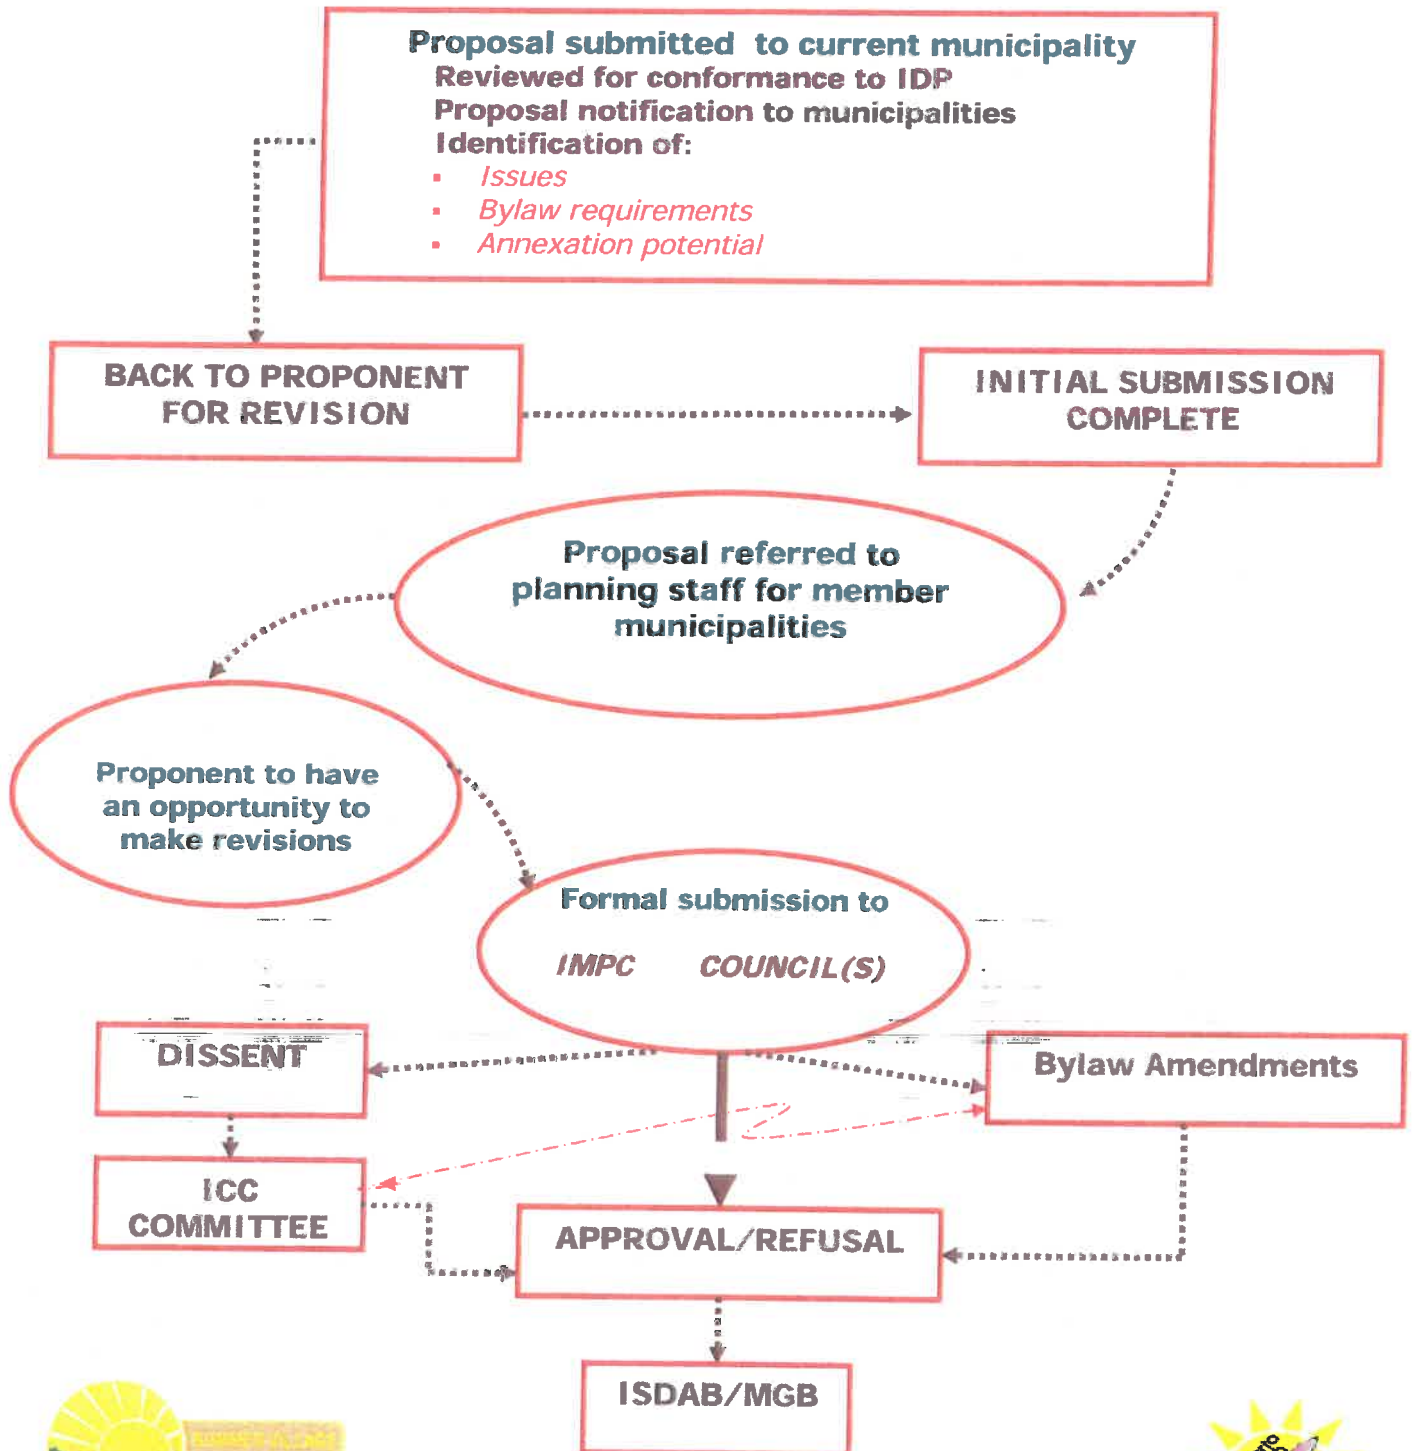 Proposal submitted to current municipality
Reviewed for conformance to IDP
Proposal notification to municipalities
Identification of:
▪ Issues
▪ Bylaw requirements
▪ Annexation potential
BACK TO PROPONENT
FOR REVISION
INITIAL SUBMISSION
COMPLETE
Proposal referred to
planning staff for member
municipalities
Proponent to have
an opportunity to
make revisions
Formal submission to
IMPC COUNCIL(S)
DISSENT
Bylaw Amendments
ICC
COMMITTEE
APPROVAL/REFUSAL
ISDAB/MGB